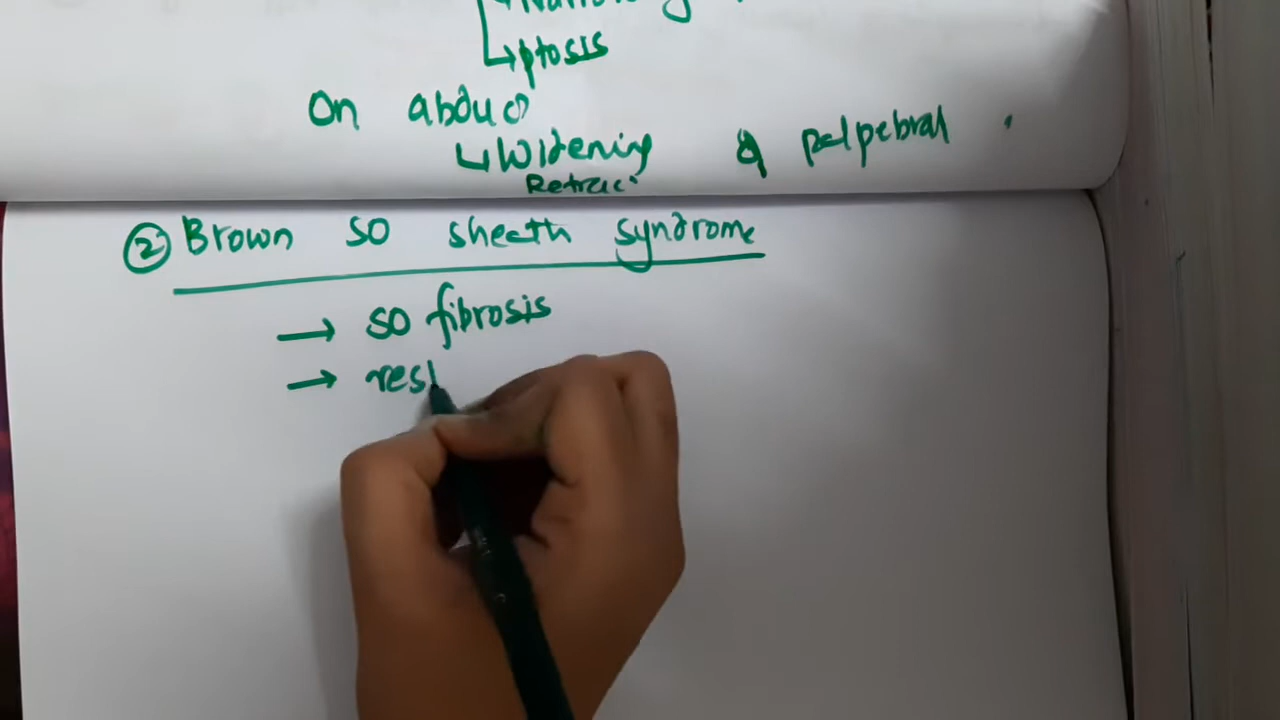 →ptosis
On abduc
↳Widening of palpebral
Retrac
② Brown SO sheath syndrome
→ SO fibrosis
→ res